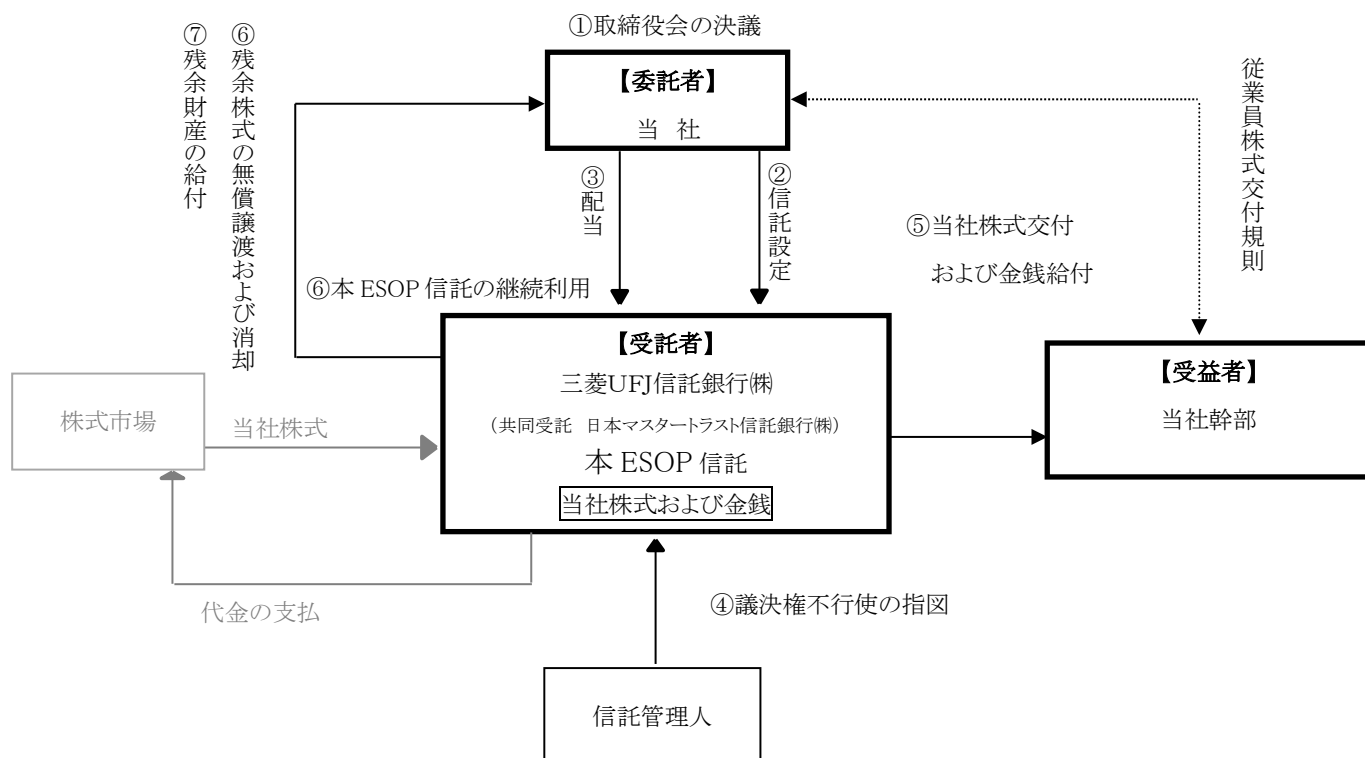 ①取締役会の決議
⑦残余財産の給付
⑥残余株式の無償譲渡および消却
【委託者】
当 社
従業員株式交付規則
③配当
②信託設定
⑤当社株式交付
および金銭給付
⑥本 ESOP 信託の継続利用
【受託者】
三菱UFJ信託銀行㈱
(共同受託 日本マスタートラスト信託銀行㈱)
本 ESOP 信託
当社株式および金銭
【受益者】
当社幹部
株式市場
当社株式
代金の支払
④議決権不行使の指図
信託管理人